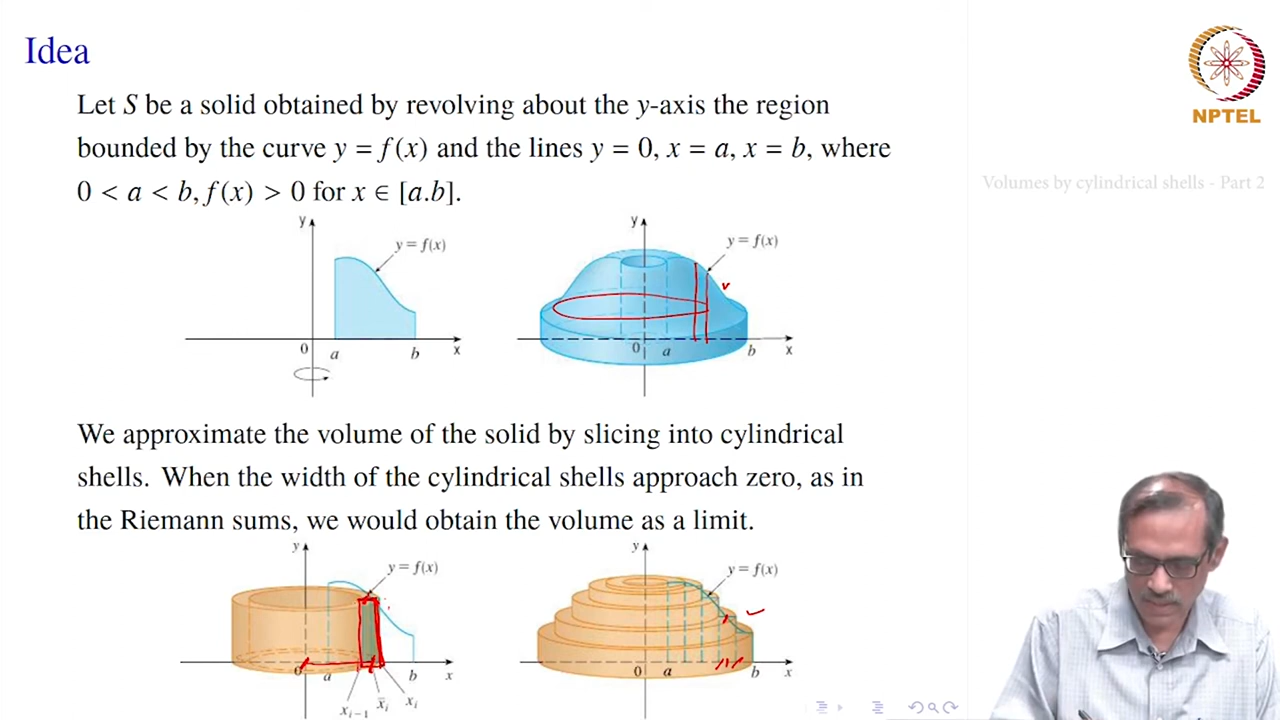 Idea
NPTEL
Let S be a solid obtained by revolving about the y-axis the region
bounded by the curve y = f(x) and the lines y = 0, x = a, x = b, where
0 < a < b, f(x) > 0 for x ∈ [a.b].
Volumes by cylindrical shells - Part 2
y
y = f(x)
0
a
b
x
y
y = f(x)
0
a
b
x
We approximate the volume of the solid by slicing into cylindrical
shells. When the width of the cylindrical shells approach zero, as in
the Riemann sums, we would obtain the volume as a limit.
y
y = f(x)
0
a
b
x
xᵢ₋₁
x̄ᵢ
xᵢ
y
y = f(x)
0
a
b
x